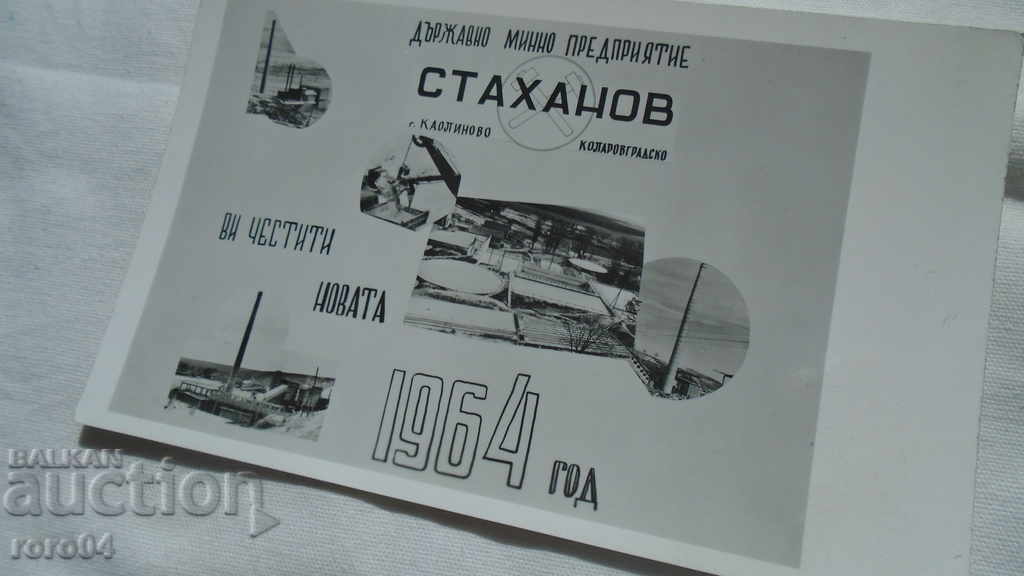 ДЪРЖАВНО МИННО ПРЕДПРИЯТИЕ
СТАХАНОВ
г. КАОЛИНОВО КОЛАРОВГРАДСКО
ВИ ЧЕСТИТИ
НОВАТА
1964 ГОД
BALKAN
auction
roro04